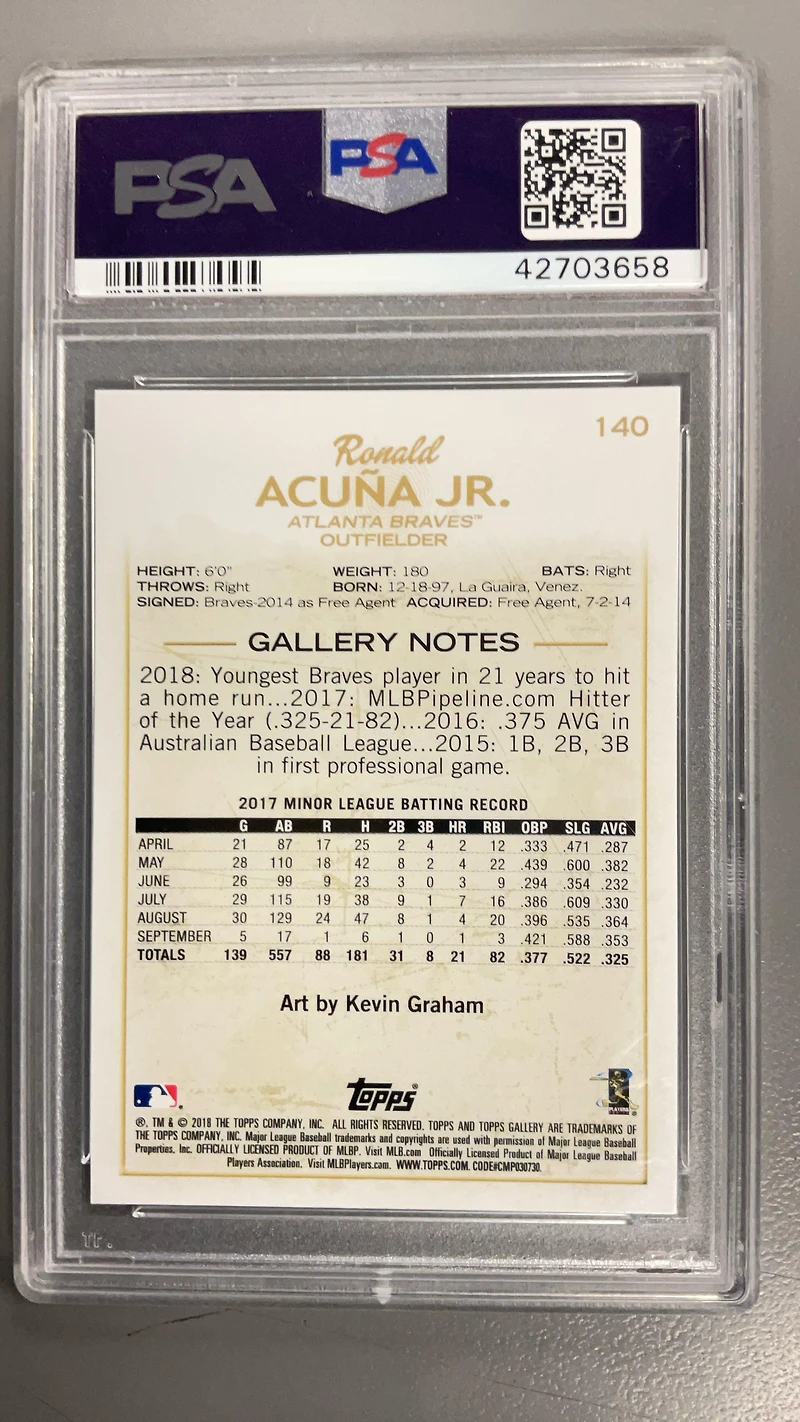 PSA PSA
42703658
140
Ronald
ACUÑA JR.
ATLANTA BRAVES™
OUTFIELDER
HEIGHT: 6'0" WEIGHT: 180 BATS: Right
THROWS: Right BORN: 12-18-97, La Guaira, Venez.
SIGNED: Braves-2014 as Free Agent ACQUIRED: Free Agent, 7-2-14
GALLERY NOTES
2018: Youngest Braves player in 21 years to hit
a home run...2017: MLBPipeline.com Hitter
of the Year (.325-21-82)...2016: .375 AVG in
Australian Baseball League...2015: 1B, 2B, 3B
in first professional game.
2017 MINOR LEAGUE BATTING RECORD
G AB R H 2B 3B HR RBI OBP SLG AVG
APRIL 21 87 17 25 2 4 2 12 .333 .471 .287
MAY 28 110 18 42 8 2 4 22 .439 .600 .382
JUNE 26 99 9 23 3 0 3 9 .294 .354 .232
JULY 29 115 19 38 9 1 7 16 .386 .609 .330
AUGUST 30 129 24 47 8 1 4 20 .396 .535 .364
SEPTEMBER 5 17 1 6 1 0 1 3 .421 .588 .353
TOTALS 139 557 88 181 31 8 21 82 .377 .522 .325
Art by Kevin Graham
Topps®
PLAYERS
®, TM & © 2018 THE TOPPS COMPANY, INC. ALL RIGHTS RESERVED. TOPPS AND TOPPS GALLERY ARE TRADEMARKS OF
THE TOPPS COMPANY, INC. Major League Baseball trademarks and copyrights are used with permission of Major League Baseball
Properties, Inc. OFFICIALLY LICENSED PRODUCT OF MLBP. Visit MLB.com Officially Licensed Product of Major League Baseball
Players Association. Visit MLBPlayers.com. WWW.TOPPS.COM. CODE#CMP030730.